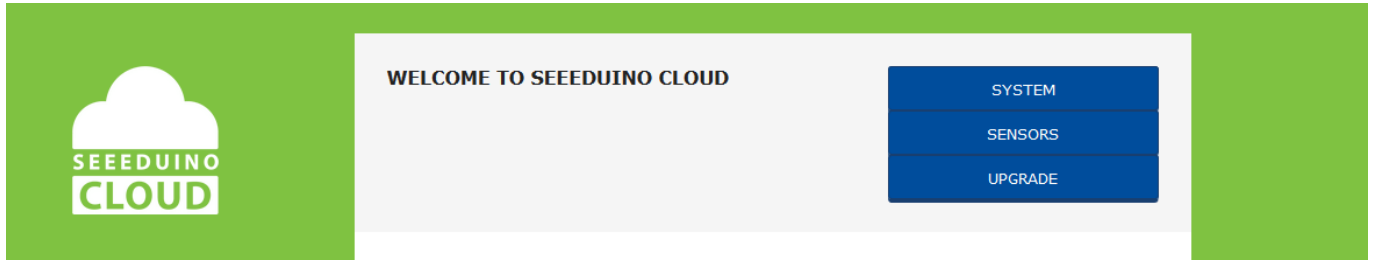 SEEEDUINO
CLOUD
WELCOME TO SEEEDUINO CLOUD
SYSTEM
SENSORS
UPGRADE